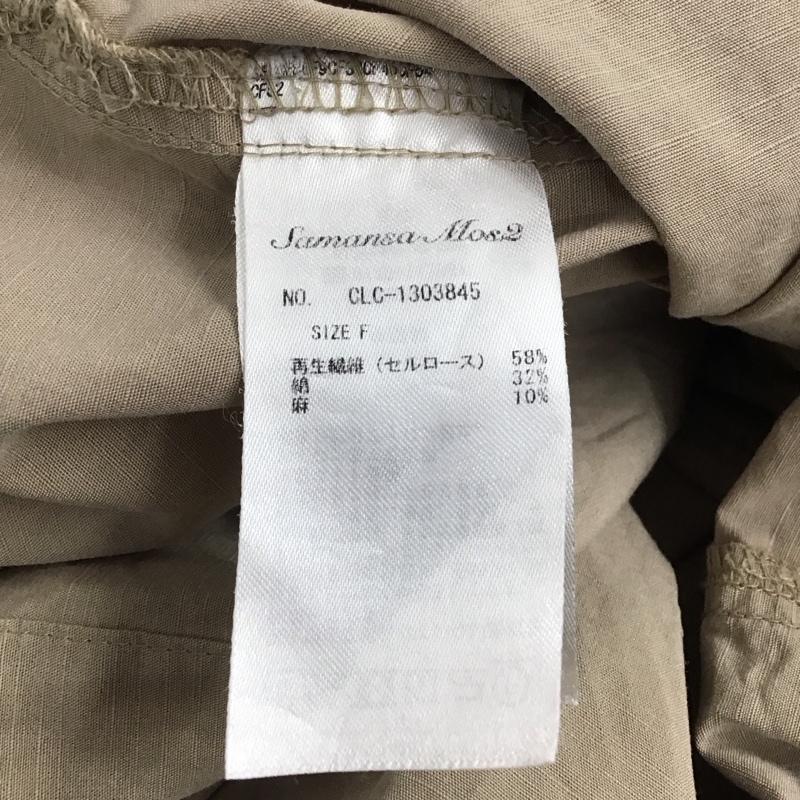 CF52
Samansa Mos2
NO. CLC-1303845
SIZE F
再生繊維 (セルロース) 58%
綿 32%
麻 10%